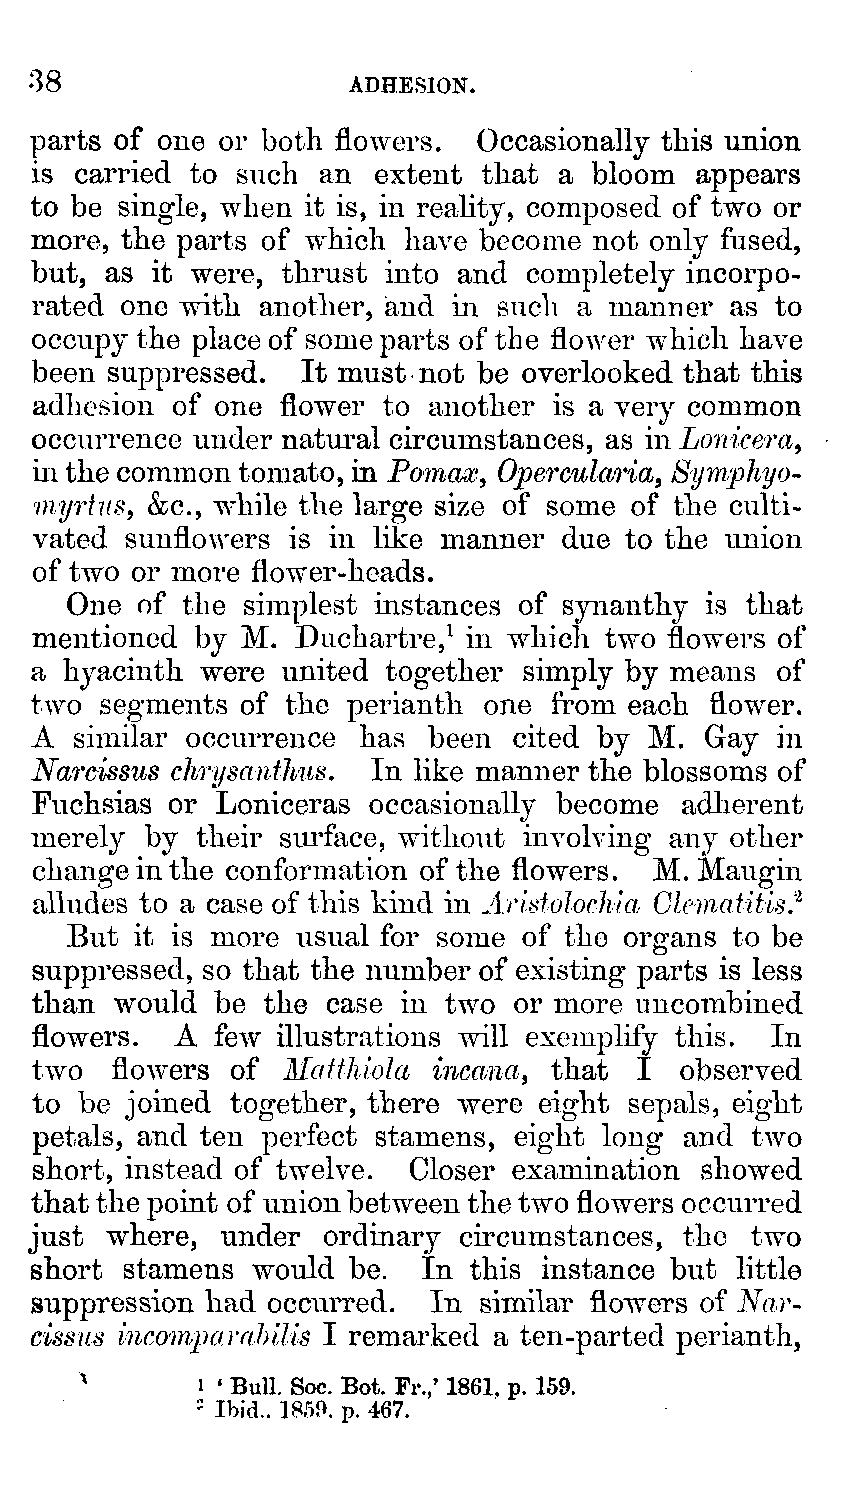 38 ADHESION.
parts of one or both flowers. Occasionally this union
is carried to such an extent that a bloom appears
to be single, when it is, in reality, composed of two or
more, the parts of which have become not only fused,
but, as it were, thrust into and completely incorpo-
rated one with another, and in such a manner as to
occupy the place of some parts of the flower which have
been suppressed. It must not be overlooked that this
adhesion of one flower to another is a very common
occurrence under natural circumstances, as in Lonicera,
in the common tomato, in Pomax, Opercularia, Symphyo-
myrtus, &c., while the large size of some of the culti-
vated sunflowers is in like manner due to the union
of two or more flower-heads.
One of the simplest instances of synanthy is that
mentioned by M. Duchartre,¹ in which two flowers of
a hyacinth were united together simply by means of
two segments of the perianth one from each flower.
A similar occurrence has been cited by M. Gay in
Narcissus chrysanthus. In like manner the blossoms of
Fuchsias or Loniceras occasionally become adherent
merely by their surface, without involving any other
change in the conformation of the flowers. M. Maugin
alludes to a case of this kind in Aristolochia Clematitis.²
But it is more usual for some of the organs to be
suppressed, so that the number of existing parts is less
than would be the case in two or more uncombined
flowers. A few illustrations will exemplify this. In
two flowers of Matthiola incana, that I observed
to be joined together, there were eight sepals, eight
petals, and ten perfect stamens, eight long and two
short, instead of twelve. Closer examination showed
that the point of union between the two flowers occurred
just where, under ordinary circumstances, the two
short stamens would be. In this instance but little
suppression had occurred. In similar flowers of Nar-
cissus incomparabilis I remarked a ten-parted perianth,
¹ ‘ Bull. Soc. Bot. Fr.,’ 1861, p. 159.
² Ibid.. 1859. p. 467.